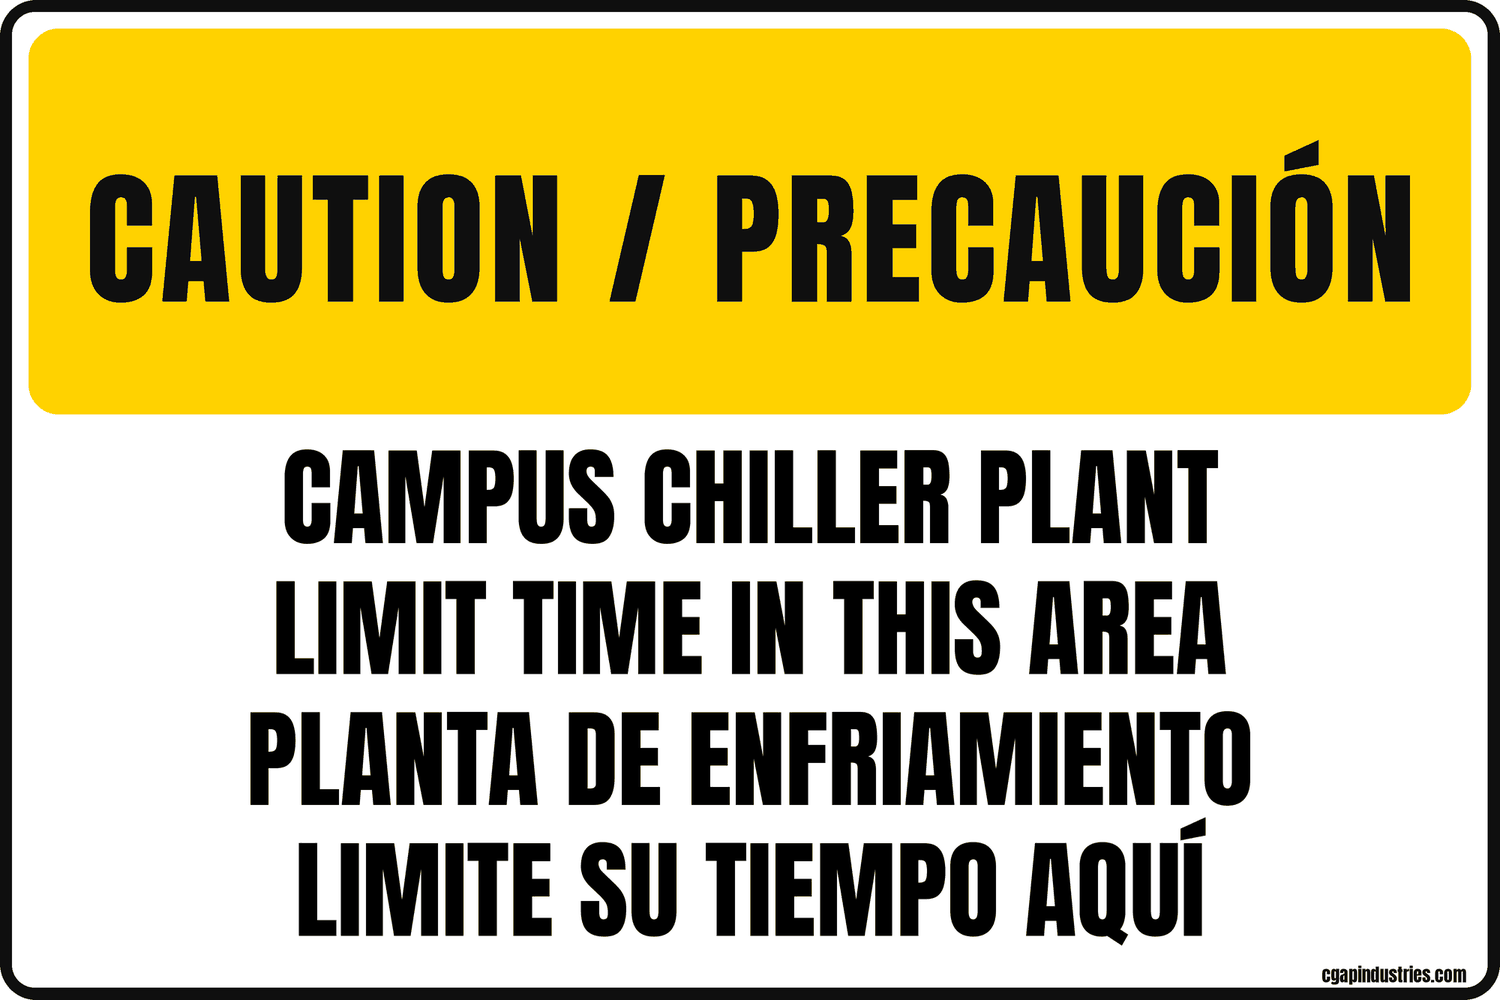 CAUTION / PRECAUCIÓN
CAMPUS CHILLER PLANT
LIMIT TIME IN THIS AREA
PLANTA DE ENFRIAMIENTO
LIMITE SU TIEMPO AQUÍ
cgapindustries.com